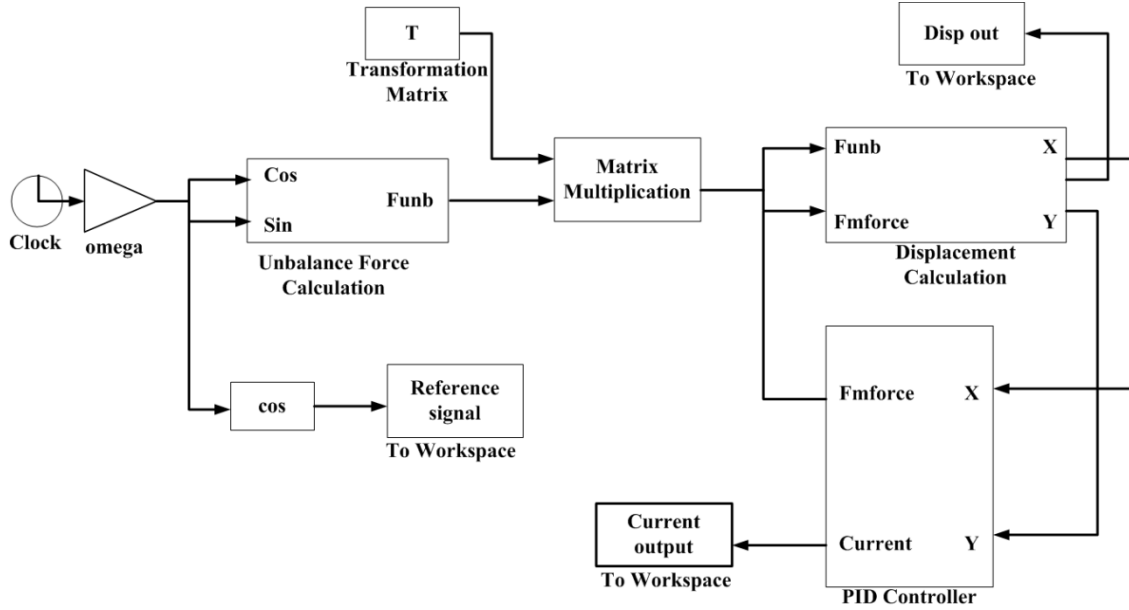 T
Transformation
Matrix
Disp out
To Workspace
Clock
omega
Cos
Sin
Funb
Unbalance Force
Calculation
Matrix
Multiplication
Funb
Fmforce
X
Y
Displacement
Calculation
cos
Reference
signal
To Workspace
Fmforce
X
Current
Y
PID Controller
Current
output
To Workspace